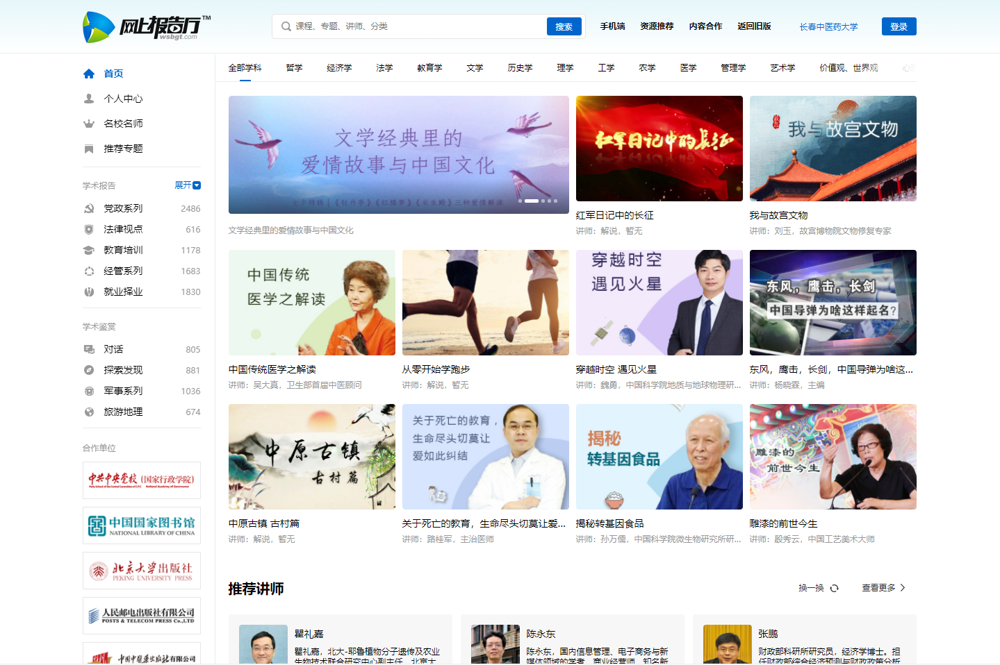 网上报告厅™
wsbgt.com
课程、专题、讲师、分类
搜索
手机端 资源推荐 内容合作 返回旧版
长春中医药大学
登录
首页
个人中心
名校名师
推荐专题
学术报告 展开
党政系列 2486
法律视点 616
教育培训 1178
经管系列 1683
就业择业 1830
学术鉴赏
对话 805
探索发现 881
军事系列 1036
旅游地理 674
合作单位
中共中央党校（国家行政学院）
Party School of the Central Committee of C.P.C National Academy of Governance
中国国家图书馆
NATIONAL LIBRARY OF CHINA
北京大学出版社
PEKING UNIVERSITY PRESS
人民邮电出版社有限公司
POSTS & TELECOM PRESS Co.,LTD
中国中医药出版社有限公司
全部学科 哲学 经济学 法学 教育学 文学 历史学 理学 工学 农学 医学 管理学 艺术学 价值观、世界观
文学经典里的
爱情故事与中国文化
七夕特辑 |《牡丹亭》《红楼梦》《长生殿》三种爱情解读
文学经典里的爱情故事与中国文化
红军日记中的长征
红军日记中的长征
讲师：解说，暂无
我与故宫文物
我与故宫文物
讲师：刘玉，故宫博物院文物修复专家
中国传统
医学之解读
中国传统医学之解读
讲师：吴大真，卫生部首届中医顾问
从零开始学跑步
讲师：解说，暂无
穿越时空
遇见火星
穿越时空 遇见火星
讲师：魏勇，中国科学院地质与地球物理研...
东风，鹰击，长剑
中国导弹为啥这样起名?
东风，鹰击，长剑，中国导弹为啥这...
讲师：杨晓霖，主编
中原古镇
古村篇
中原古镇 古村篇
讲师：解说，暂无
关于死亡的教育，
生命尽头切莫让
爱如此纠结
关于死亡的教育，生命尽头切莫让爱...
讲师：路桂军，主治医师
揭秘
转基因食品
揭秘转基因食品
讲师：孙万儒，中国科学院微生物研究所研...
雕漆的
前世今生
雕漆的前世今生
讲师：殷秀云，中国工艺美术大师
推荐讲师
换一换 查看更多
瞿礼嘉
瞿礼嘉，北大-耶鲁植物分子遗传及农业
生物技术联合研究中心副主任，北京大
陈永东
陈永东，国内信息管理、电子商务与新
媒体领域的学者，商业经营师，知名新
张鹏
财政部科研所研究员，经济学博士。担
任财政部综合经济预测与财政政策分析